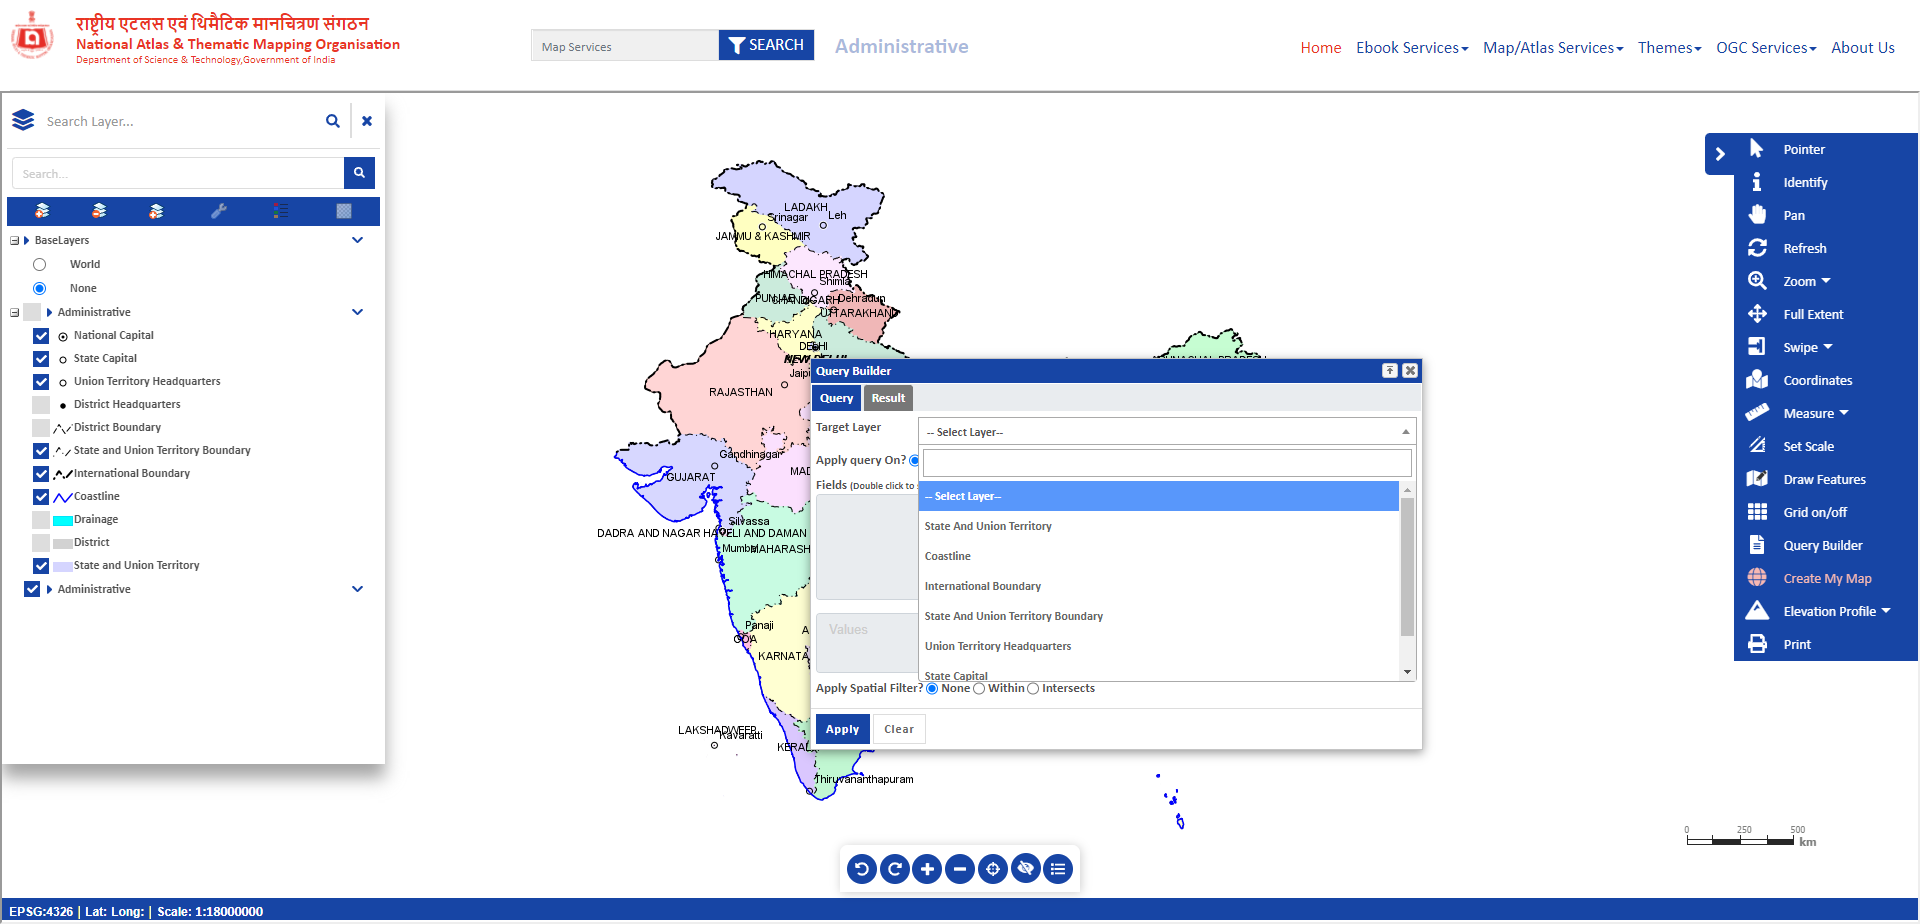 राष्ट्रीय एटलस एवं थिमैटिक मानचित्रण संगठन
National Atlas & Thematic Mapping Organisation
Department of Science & Technology,Government of India
Map Services
SEARCH
Administrative
Home
Ebook Services
Map/Atlas Services
Themes
OGC Services
About Us
Search Layer...
Search...
BaseLayers
World
None
Administrative
National Capital
State Capital
Union Territory Headquarters
District Headquarters
District Boundary
State and Union Territory Boundary
International Boundary
Coastline
Drainage
District
State and Union Territory
Administrative
LADAKH
Srinagar
Leh
JAMMU & KASHMIR
HIMACHAL PRADESH
Shimla
PUNJAB
CHANDIGARH
Dehradun
UTTARAKHAND
HARYANA
DELHI
NEW DELHI
Jaipu
RAJASTHAN
Gandhinagar
GUJARAT
MAD
Silvassa
DADRA AND NAGAR HAVELI AND DAMAN
Mumbai
MAHARASH
Panaji
GOA
A
KARNATA
LAKSHADWEEP
Kavaratti
KERALA
Thiruvananthapuram
Query Builder
Query
Result
Target Layer
-- Select Layer--
Apply query On?
Fields (Double click to
-- Select Layer--
State And Union Territory
Coastline
International Boundary
State And Union Territory Boundary
Union Territory Headquarters
State Capital
Values
Apply Spatial Filter? None Within Intersects
Apply
Clear
Pointer
Identify
Pan
Refresh
Zoom
Full Extent
Swipe
Coordinates
Measure
Set Scale
Draw Features
Grid on/off
Query Builder
Create My Map
Elevation Profile
Print
0 250 500
km
EPSG:4326 | Lat: Long: | Scale: 1:18000000